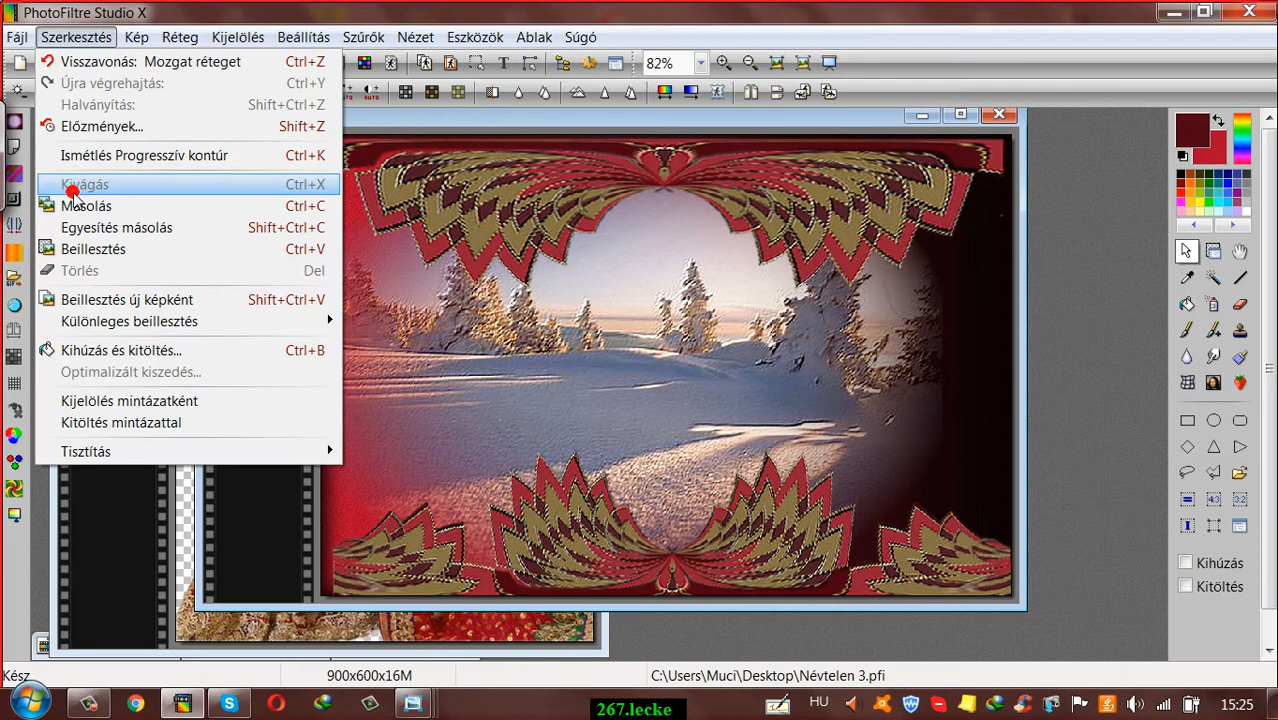 PhotoFiltre Studio X
Fájl Szerkesztés Kép Réteg Kijelölés Beállítás Szűrők Nézet Eszközök Ablak Súgó
Visszavonás: Mozgat réteget Ctrl+Z
Újra végrehajtás: Ctrl+Y
Halványítás: Shift+Ctrl+Z
Előzmények... Shift+Z
Ismétlés Progresszív kontúr Ctrl+K
Kivágás Ctrl+X
Másolás Ctrl+C
Egyesítés másolás Shift+Ctrl+C
Beillesztés Ctrl+V
Törlés Del
Beillesztés új képként Shift+Ctrl+V
Különleges beillesztés
Kihúzás és kitöltés... Ctrl+B
Optimalizált kiszedés...
Kijelölés mintázatként
Kitöltés mintázattal
Tisztítás
82%
Kihúzás
Kitöltés
Kész 900x600x16M C:\Users\Muci\Desktop\Névtelen 3.pfi
267.lecke
HU
15:25